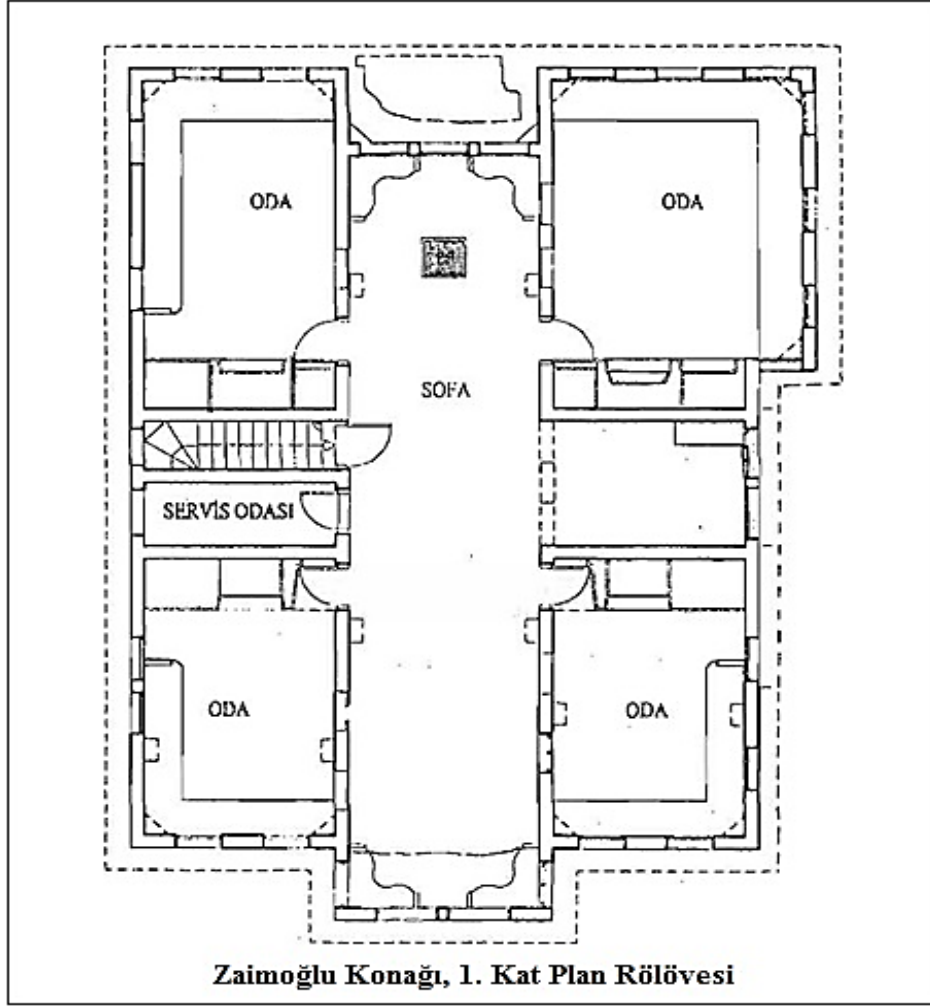 ODA
ODA
SOFA
SERVİS ODASI
ODA
ODA
Zaimoğlu Konağı, 1. Kat Plan Rölövesi